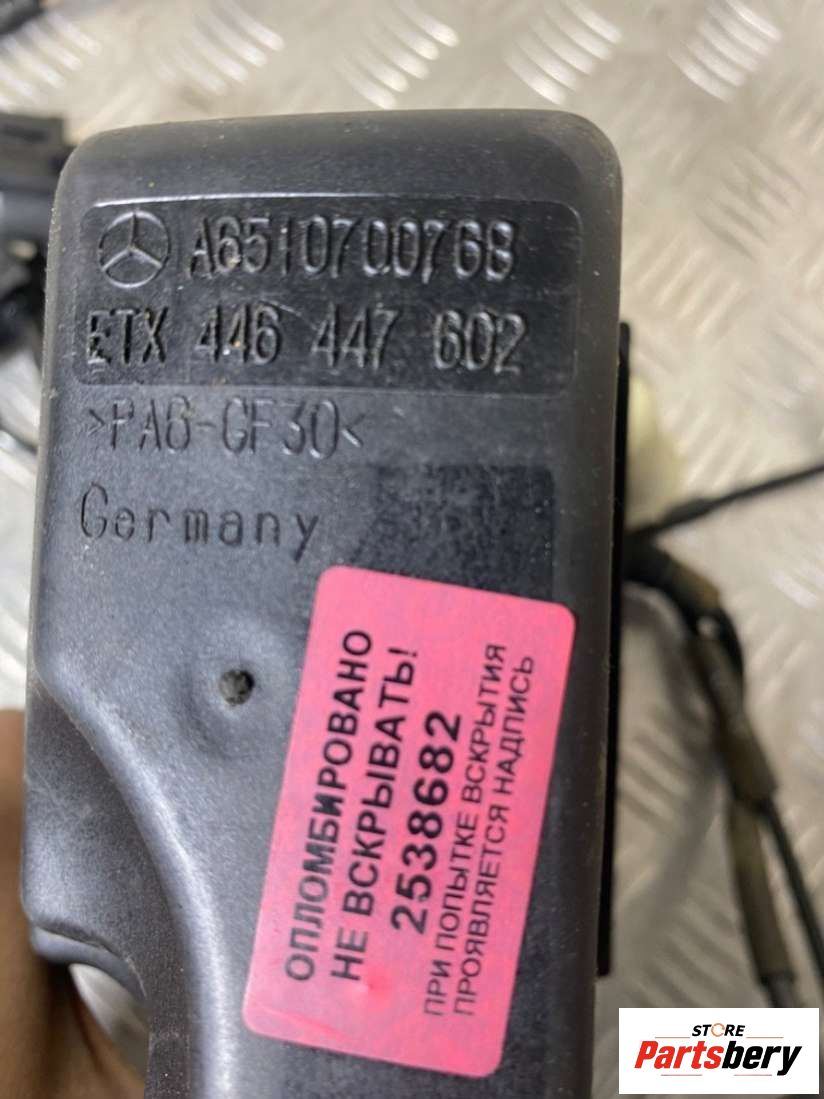 A6510700768
ETX 446 447 602
>PA6-GF30<
Germany
ОПЛОМБИРОВАНО
НЕ ВСКРЫВАТЬ!
2538682
ПРИ ПОПЫТКЕ ВСКРЫТИЯ
ПРОЯВЛЯЕТСЯ НАДПИСЬ
STORE
Partsbery